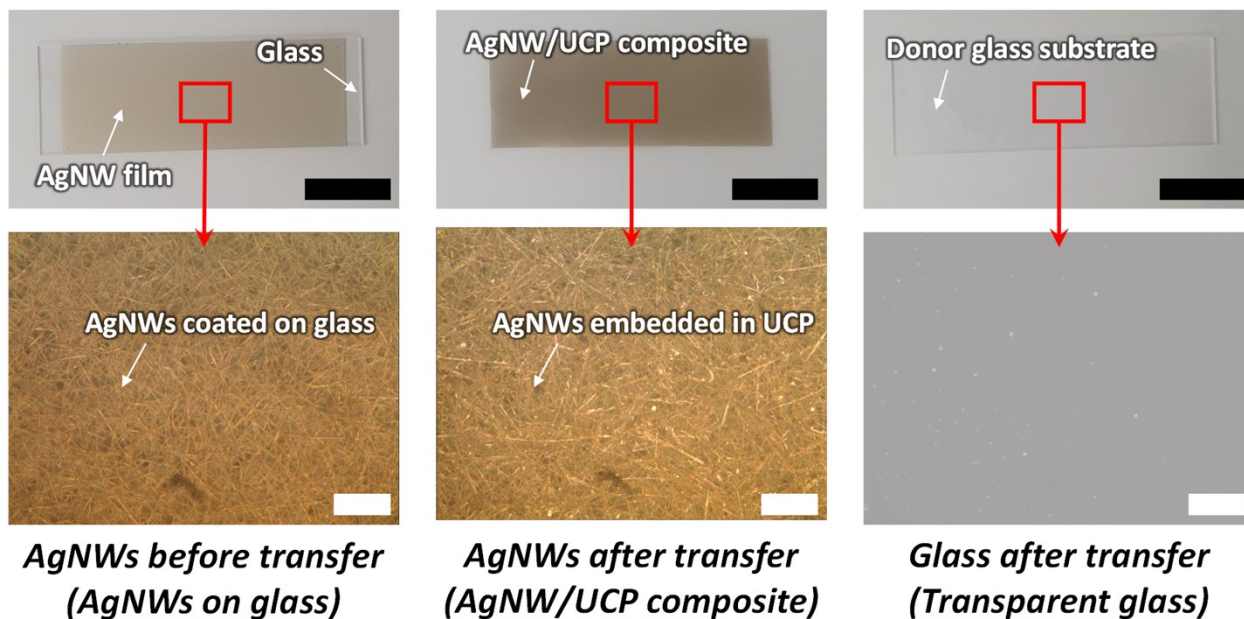 Glass
AgNW film
AgNW/UCP composite
Donor glass substrate
AgNWs coated on glass
AgNWs embedded in UCP
AgNWs before transfer
(AgNWs on glass)
AgNWs after transfer
(AgNW/UCP composite)
Glass after transfer
(Transparent glass)